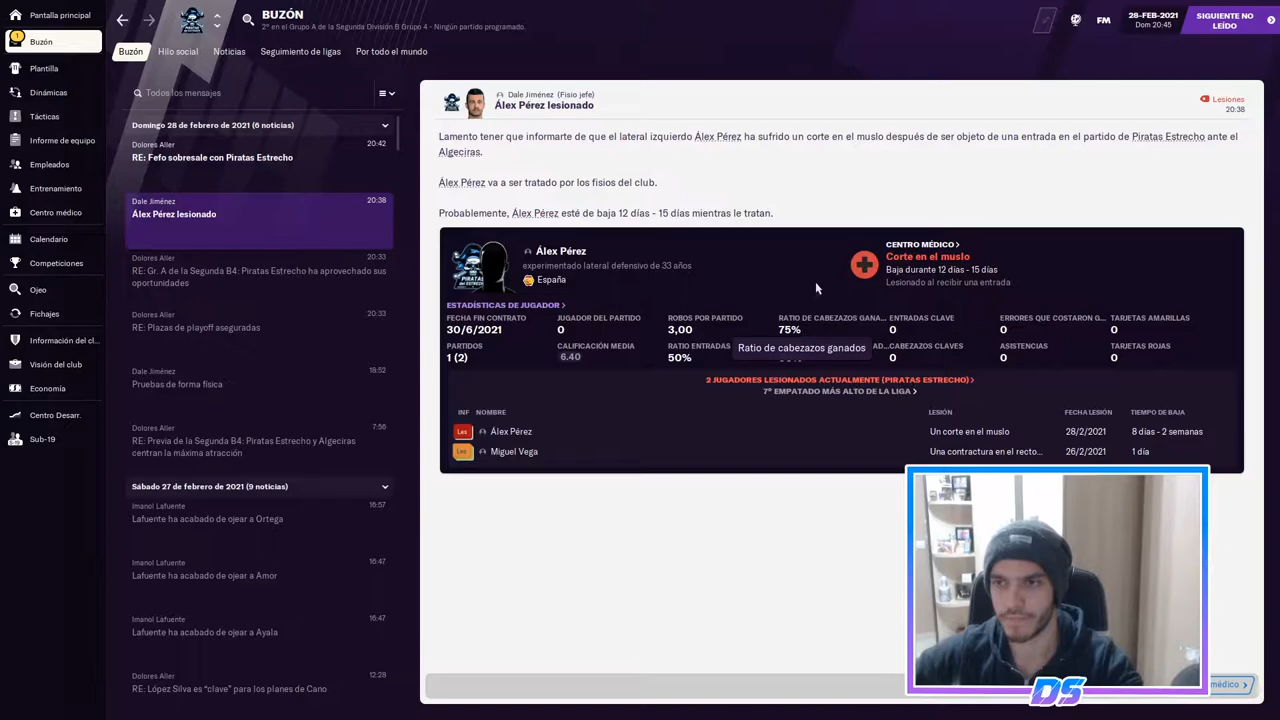 Pantalla principal
1
Buzón
Plantilla
Dinámicas
Tácticas
Informe de equipo
Empleados
Entrenamiento
Centro médico
Calendario
Competiciones
Ojeo
Fichajes
Información del cl...
Visión del club
Economía
Centro Desarr.
Sub-19
BUZÓN
2º en el Grupo A de la Segunda División B Grupo 4 - Ningún partido programado.
FM
28-FEB-2021
Dom 20:45
SIGUIENTE NO LEÍDO
Buzón
Hilo social
Noticias
Seguimiento de ligas
Por todo el mundo
Todos los mensajes
Domingo 28 de febrero de 2021 (6 noticias)
Dolores Aller 20:42
RE: Fefo sobresale con Piratas Estrecho
Dale Jiménez 20:38
Álex Pérez lesionado
Dolores Aller 20:33
RE: Gr. A de la Segunda B4: Piratas Estrecho ha aprovechado sus
oportunidades
Dolores Aller 20:33
RE: Plazas de playoff aseguradas
Dale Jiménez 18:52
Pruebas de forma física
Dolores Aller 7:56
RE: Previa de la Segunda B4: Piratas Estrecho y Algeciras
centran la máxima atracción
Sábado 27 de febrero de 2021 (9 noticias)
Imanol Lafuente 16:57
Lafuente ha acabado de ojear a Ortega
Imanol Lafuente 16:47
Lafuente ha acabado de ojear a Amor
Imanol Lafuente 16:47
Lafuente ha acabado de ojear a Ayala
Dolores Aller 12:28
RE: López Silva es “clave” para los planes de Cano
Dale Jiménez (Fisio jefe)
Álex Pérez lesionado
Lesiones
20:38
Lamento tener que informarte de que el lateral izquierdo Álex Pérez ha sufrido un corte en el muslo después de ser objeto de una entrada en el partido de Piratas Estrecho ante el
Algeciras.
Álex Pérez va a ser tratado por los fisios del club.
Probablemente, Álex Pérez esté de baja 12 días - 15 días mientras le tratan.
Álex Pérez
experimentado lateral defensivo de 33 años
España
CENTRO MÉDICO
Corte en el muslo
Baja durante 12 días - 15 días
Lesionado al recibir una entrada
ESTADÍSTICAS DE JUGADOR
FECHA FIN CONTRATO JUGADOR DEL PARTIDO ROBOS POR PARTIDO RATIO DE CABEZAZOS GANA... ENTRADAS CLAVE ERRORES QUE COSTARON G... TARJETAS AMARILLAS
30/6/2021 0 3,00 75% 0 0 0
PARTIDOS CALIFICACIÓN MEDIA RATIO ENTRADAS AD... CABEZAZOS CLAVES ASISTENCIAS TARJETAS ROJAS
1 (2) 6.40 50% 0 0 0
Ratio de cabezazos ganados
2 JUGADORES LESIONADOS ACTUALMENTE (PIRATAS ESTRECHO)
7º EMPATADO MÁS ALTO DE LA LIGA
INF NOMBRE LESIÓN FECHA LESIÓN TIEMPO DE BAJA
Les Álex Pérez Un corte en el muslo 28/2/2021 8 días - 2 semanas
Les Miguel Vega Una contractura en el recto... 26/2/2021 1 día
médico
DS